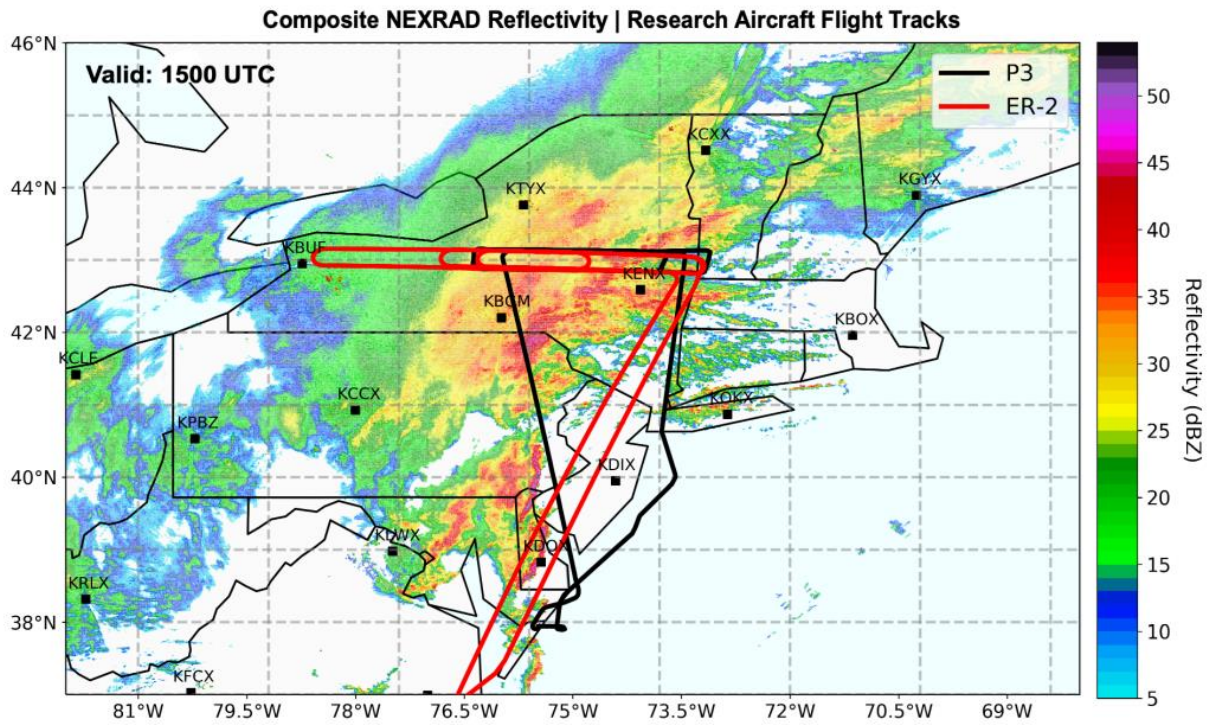 Composite NEXRAD Reflectivity | Research Aircraft Flight Tracks
46°N
44°N
42°N
40°N
38°N
Valid: 1500 UTC
P3
ER-2
KCXX
KTYX
KGYX
KBUF
KENX
KBGM
KBOX
KCLE
KCCX
KOKX
KPBZ
KDIX
KLWX
KDOX
KRLX
KFCX
81°W
79.5°W
78°W
76.5°W
75°W
73.5°W
72°W
70.5°W
69°W
50
45
40
35
30
25
20
15
10
5
Reflectivity (dBZ)